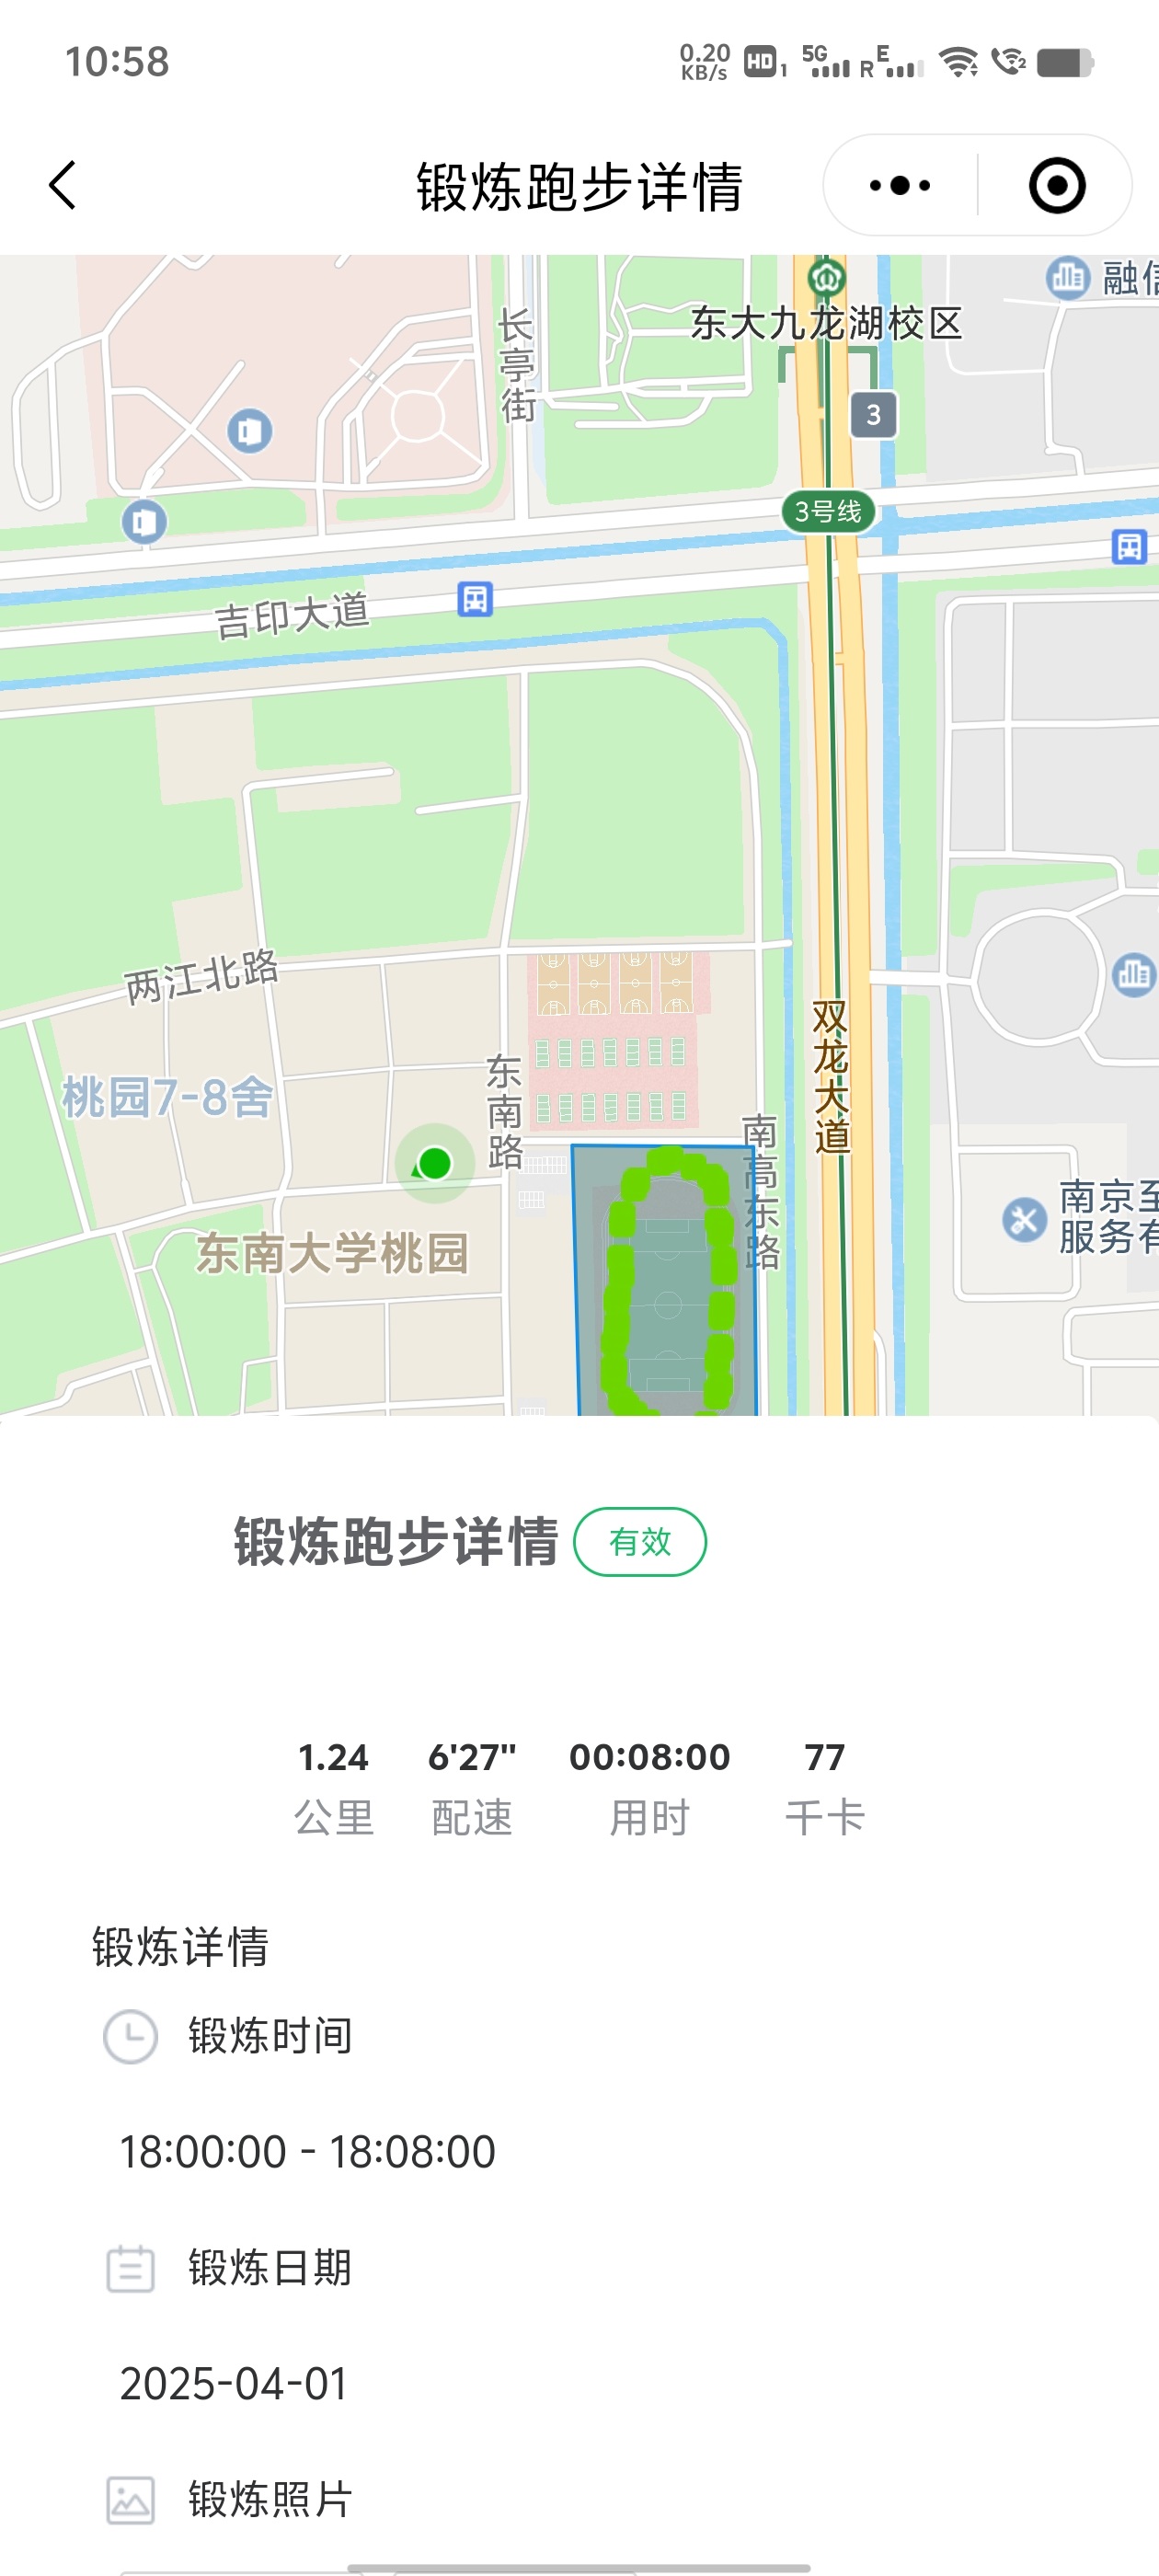 10:58
0.20
KB/s
HD 1
5G
R E
2
锻炼跑步详情
融信
长亭街
东大九龙湖校区
3
3号线
吉印大道
两江北路
双龙大道
东南路
桃园7-8舍
南高东路
南京至
服务有
东南大学桃园
锻炼跑步详情 有效
1.24 6'27" 00:08:00 77
公里 配速 用时 千卡
锻炼详情
锻炼时间
18:00:00 - 18:08:00
锻炼日期
2025-04-01
锻炼照片